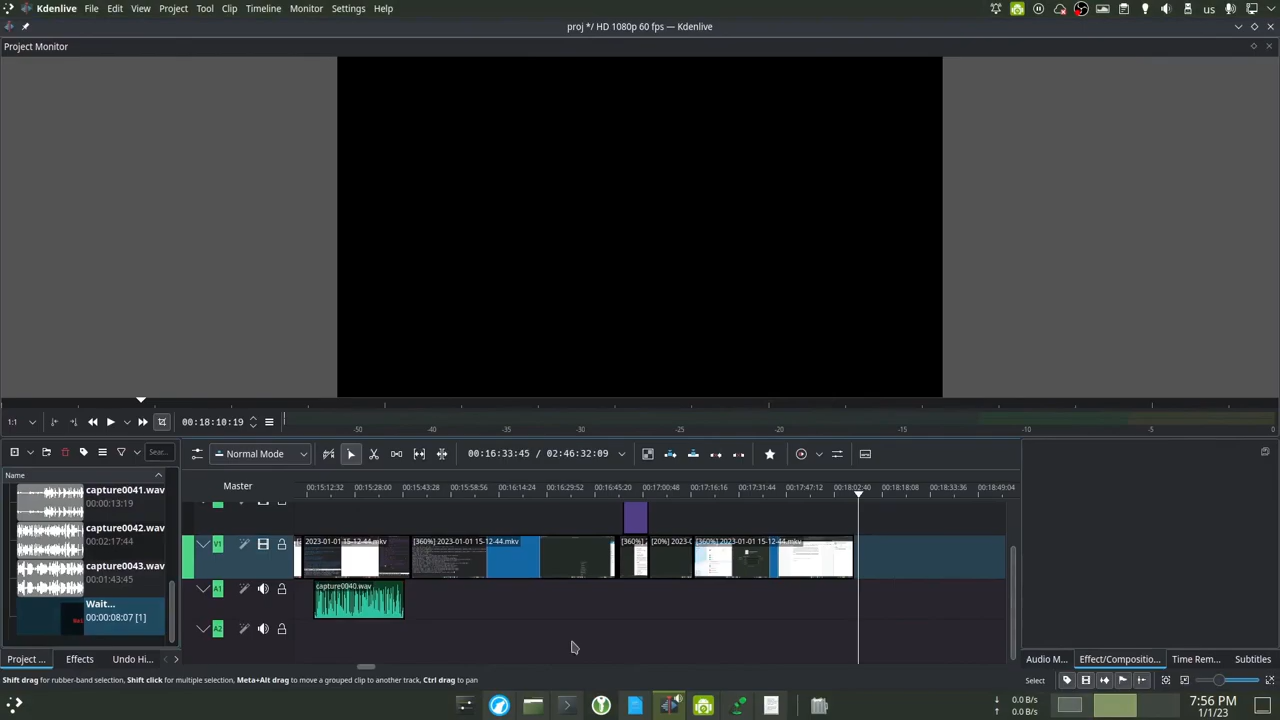 Kdenlive File Edit View Project Tool Clip Timeline Monitor Settings Help
us
proj */ HD 1080p 60 fps — Kdenlive
Project Monitor
1:1 00:18:10:19
-50 -40 -35 -30 -25 -20 -15 -10 -5 0
Sear... Normal Mode 00:16:33:45 / 02:46:32:09
Name
Master
00:15:12:32 00:15:28:00 00:15:43:28 00:15:58:56 00:16:14:24 00:16:29:52 00:16:45:20 00:17:00:48 00:17:16:16 00:17:31:44 00:17:47:12 00:18:02:40 00:18:18:08 00:18:33:36 00:18:49:04
capture0041.wav
00:00:13:19
capture0042.wav
00:02:17:44
capture0043.wav
00:01:43:45
Wait...
00:00:08:07 [1]
V1
2023-01-01 15-12-44.mkv
[360%] 2023-01-01 15-12-44.mkv
[360%]
[20%] 2023-0
[360%] 2023-01-01 15-12-44.mkv
A1
capture0040.wav
A2
Project ... Effects Undo Hi...
Audio M... Effect/Compositio... Time Rem... Subtitles
Shift drag for rubber-band selection, Shift click for multiple selection, Meta+Alt drag to move a grouped clip to another track, Ctrl drag to pan
Select
0.0 B/s
0.0 B/s
7:56 PM
1/1/23